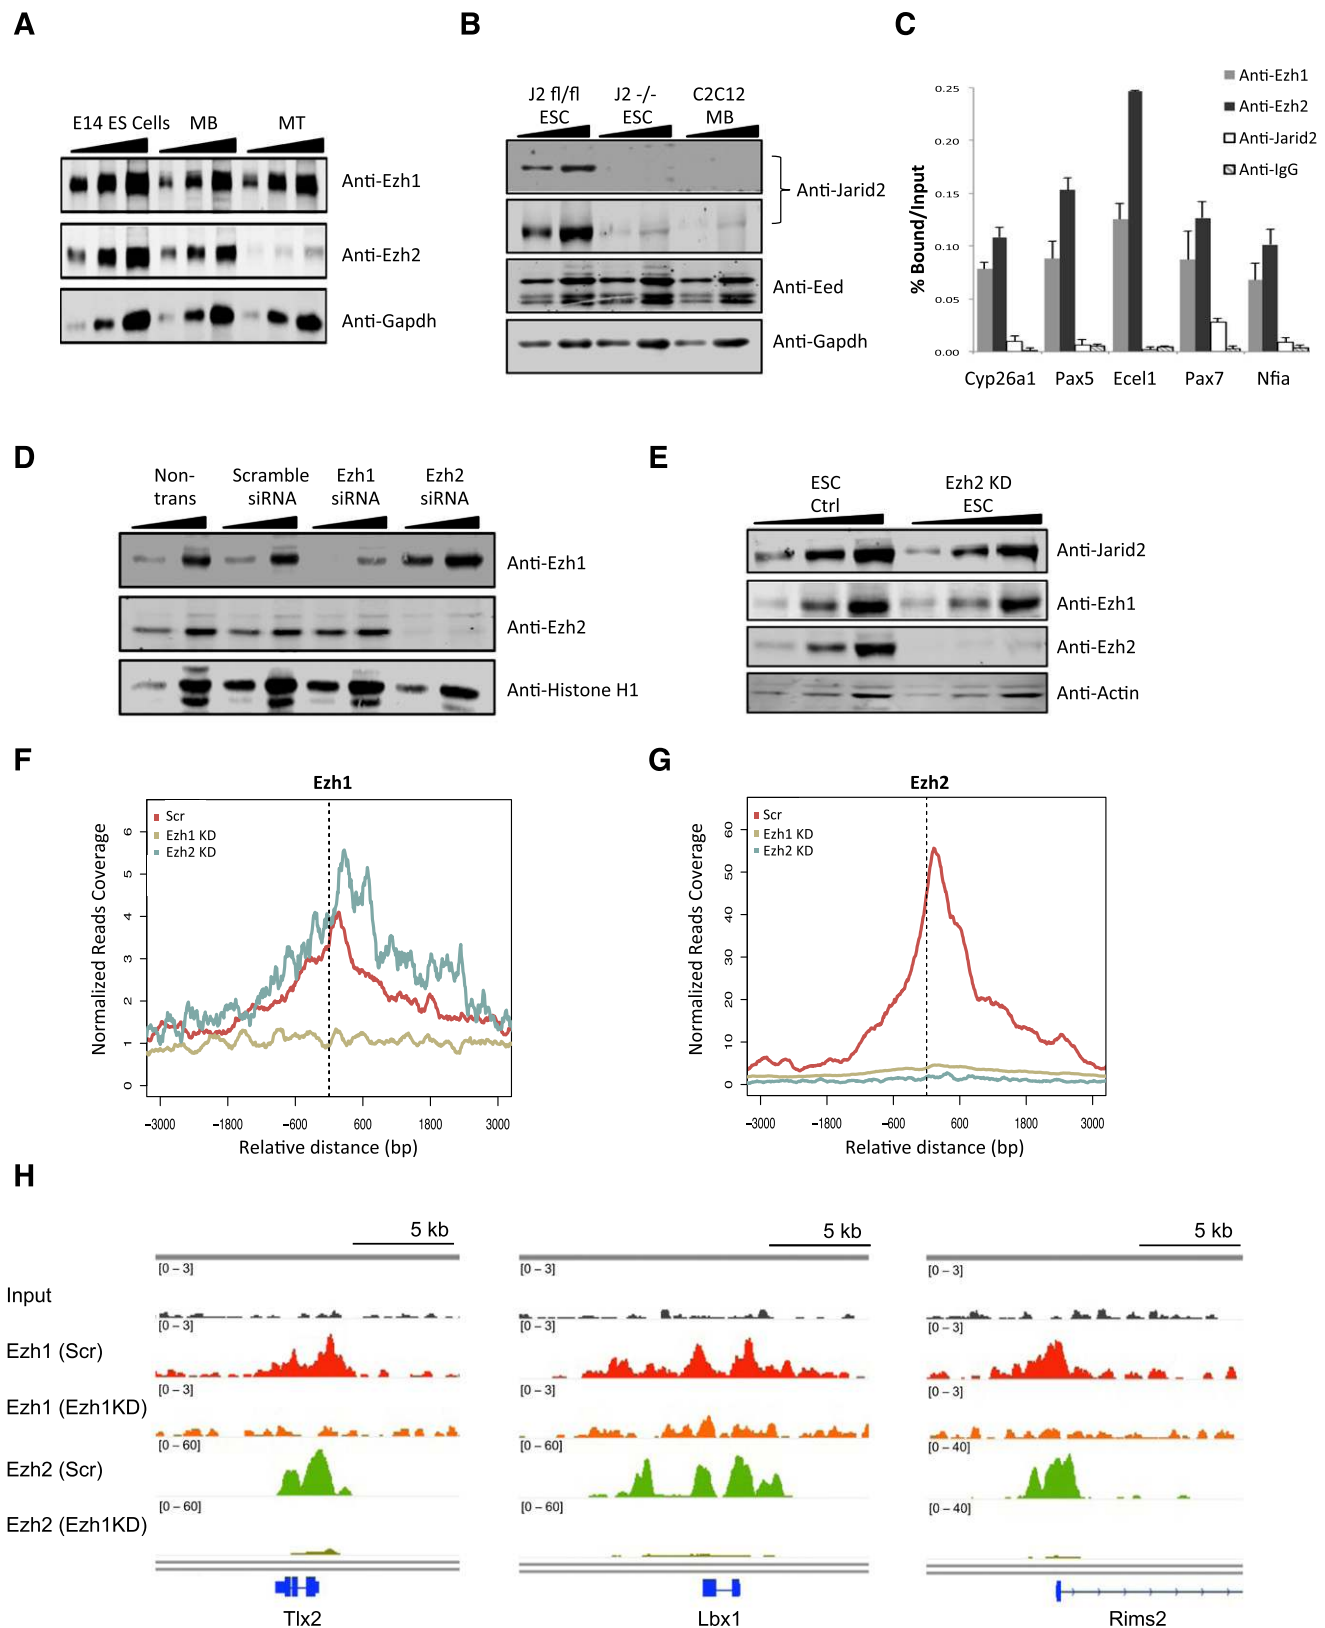 A
E14 ES Cells MB MT
Anti-Ezh1
Anti-Ezh2
Anti-Gapdh
B
J2 fl/fl J2 -/- C2C12
ESC ESC MB
Anti-Jarid2
Anti-Eed
Anti-Gapdh
C
Anti-Ezh1
Anti-Ezh2
Anti-Jarid2
Anti-IgG
% Bound/Input
0.25
0.20
0.15
0.10
0.05
0.00
Cyp26a1 Pax5 Ecel1 Pax7 Nfia
D
Non- Scramble Ezh1 Ezh2
trans siRNA siRNA siRNA
Anti-Ezh1
Anti-Ezh2
Anti-Histone H1
E
ESC Ezh2 KD
Ctrl ESC
Anti-Jarid2
Anti-Ezh1
Anti-Ezh2
Anti-Actin
F
Ezh1
Scr
Ezh1 KD
Ezh2 KD
Normalized Reads Coverage
6
5
4
3
2
1
0
−3000 −1800 −600 600 1800 3000
Relative distance (bp)
G
Ezh2
Scr
Ezh1 KD
Ezh2 KD
Normalized Reads Coverage
60
50
40
30
20
10
0
−3000 −1800 −600 600 1800 3000
Relative distance (bp)
H
5 kb 5 kb 5 kb
[0 – 3] [0 – 3] [0 – 3]
Input
[0 – 3] [0 – 3] [0 – 3]
Ezh1 (Scr)
[0 – 3] [0 – 3] [0 – 3]
Ezh1 (Ezh1KD)
[0 – 60] [0 – 60] [0 – 40]
Ezh2 (Scr)
[0 – 60] [0 – 60] [0 – 40]
Ezh2 (Ezh1KD)
Tlx2 Lbx1 Rims2